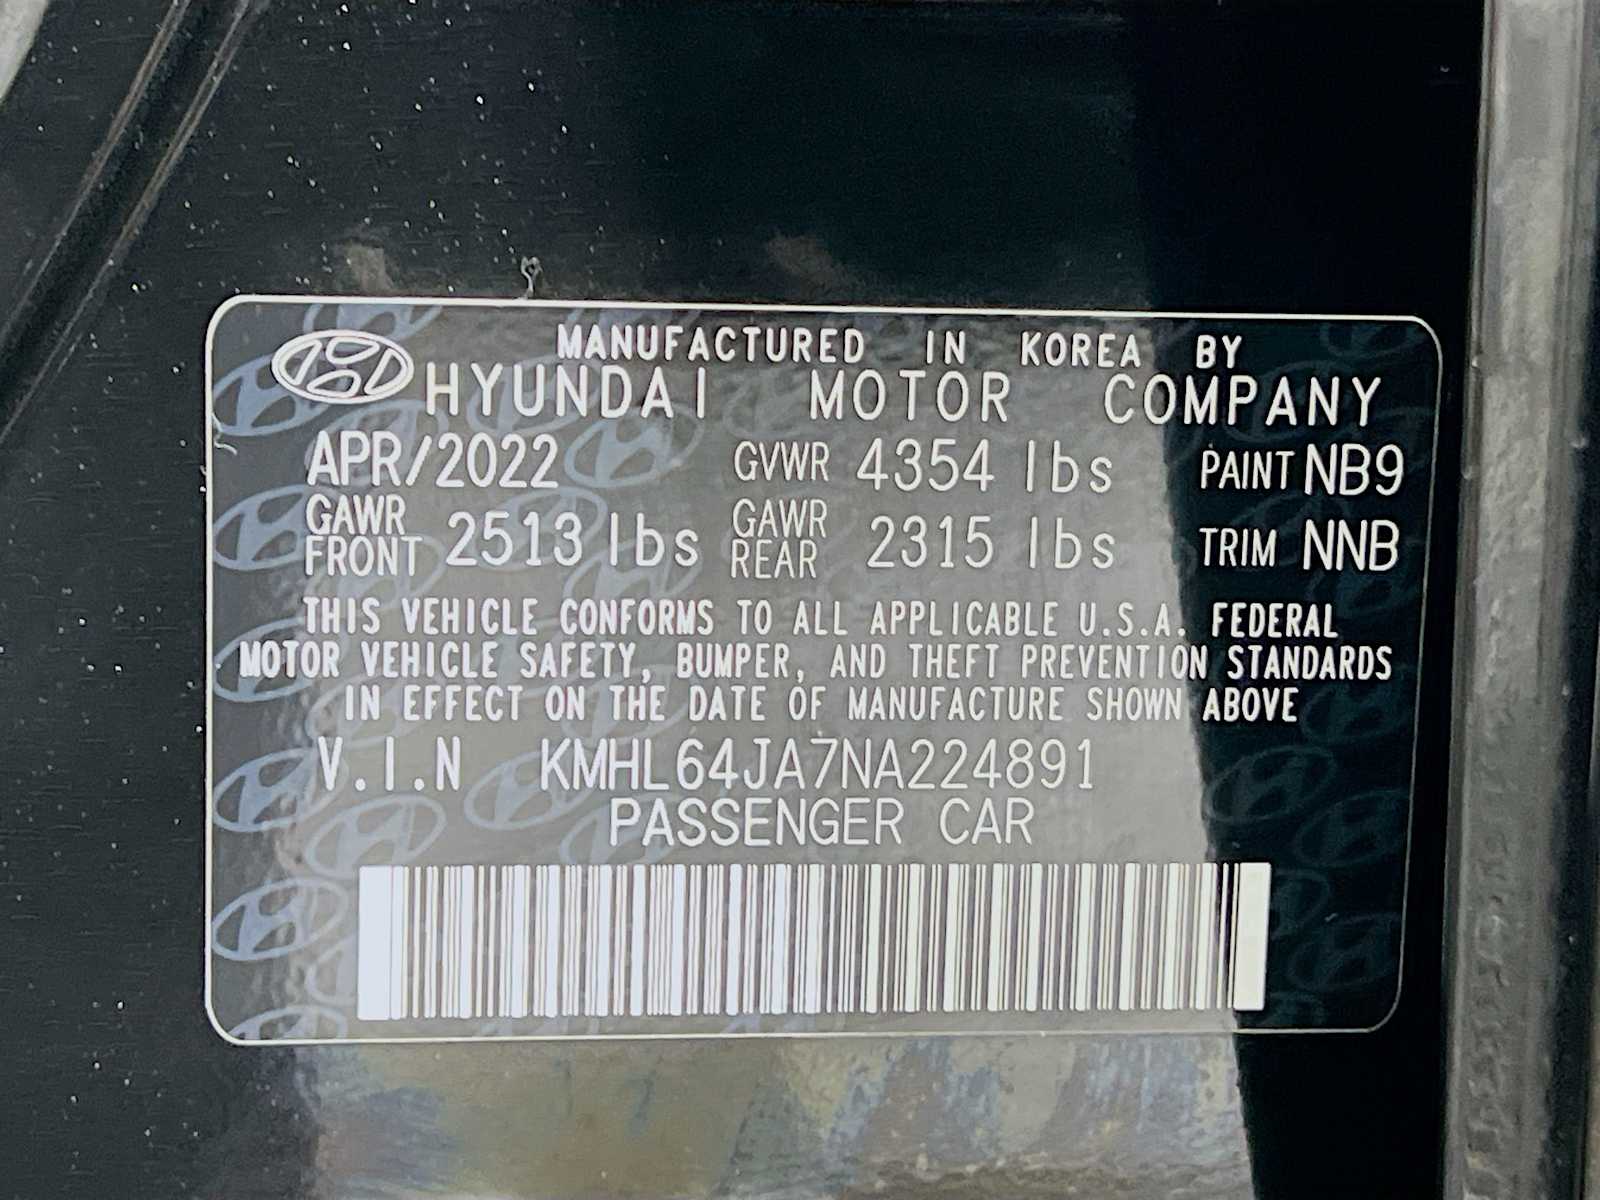 MANUFACTURED IN KOREA BY
HYUNDAI MOTOR COMPANY
APR/2022 GVWR 4354 lbs PAINT NB9
GAWR FRONT 2513 lbs GAWR REAR 2315 lbs TRIM NNB
THIS VEHICLE CONFORMS TO ALL APPLICABLE U.S.A. FEDERAL
MOTOR VEHICLE SAFETY, BUMPER, AND THEFT PREVENTION STANDARDS
IN EFFECT ON THE DATE OF MANUFACTURE SHOWN ABOVE
V.I.N KMHL64JA7NA224891
PASSENGER CAR